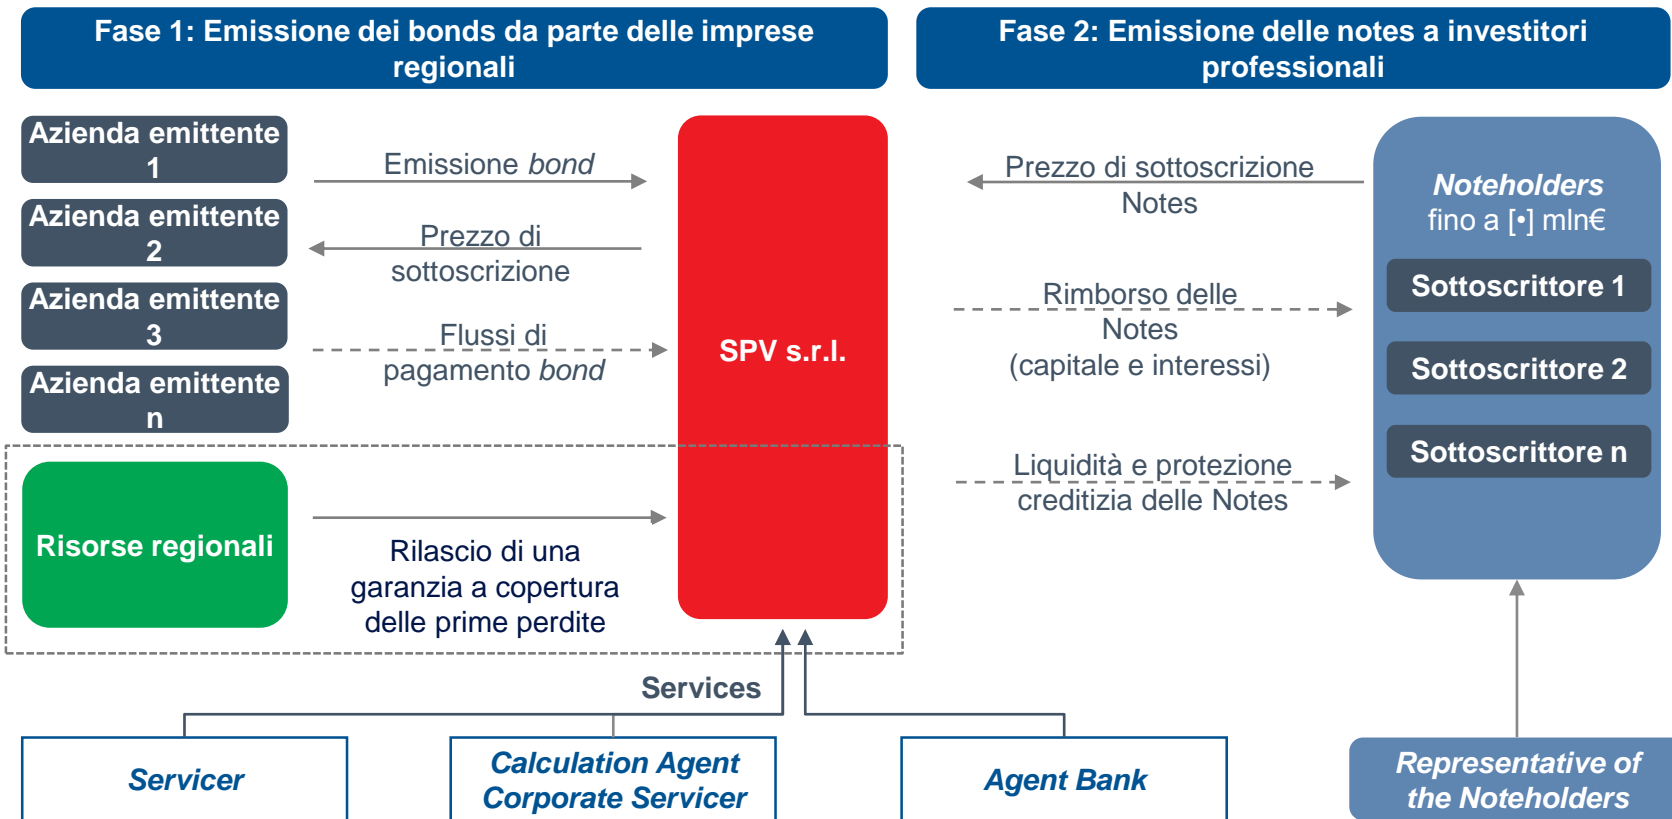 Fase 1: Emissione dei bonds da parte delle imprese
regionali
Fase 2: Emissione delle notes a investitori
professionali
Azienda emittente
1
Azienda emittente
2
Azienda emittente
3
Azienda emittente
n
Emissione bond
Prezzo di
sottoscrizione
Flussi di
pagamento bond
SPV s.r.l.
Risorse regionali
Rilascio di una
garanzia a copertura
delle prime perdite
Prezzo di sottoscrizione
Notes
Rimborso delle
Notes
(capitale e interessi)
Liquidità e protezione
creditizia delle Notes
Noteholders
fino a [•] mln€
Sottoscrittore 1
Sottoscrittore 2
Sottoscrittore n
Services
Servicer
Calculation Agent
Corporate Servicer
Agent Bank
Representative of
the Noteholders